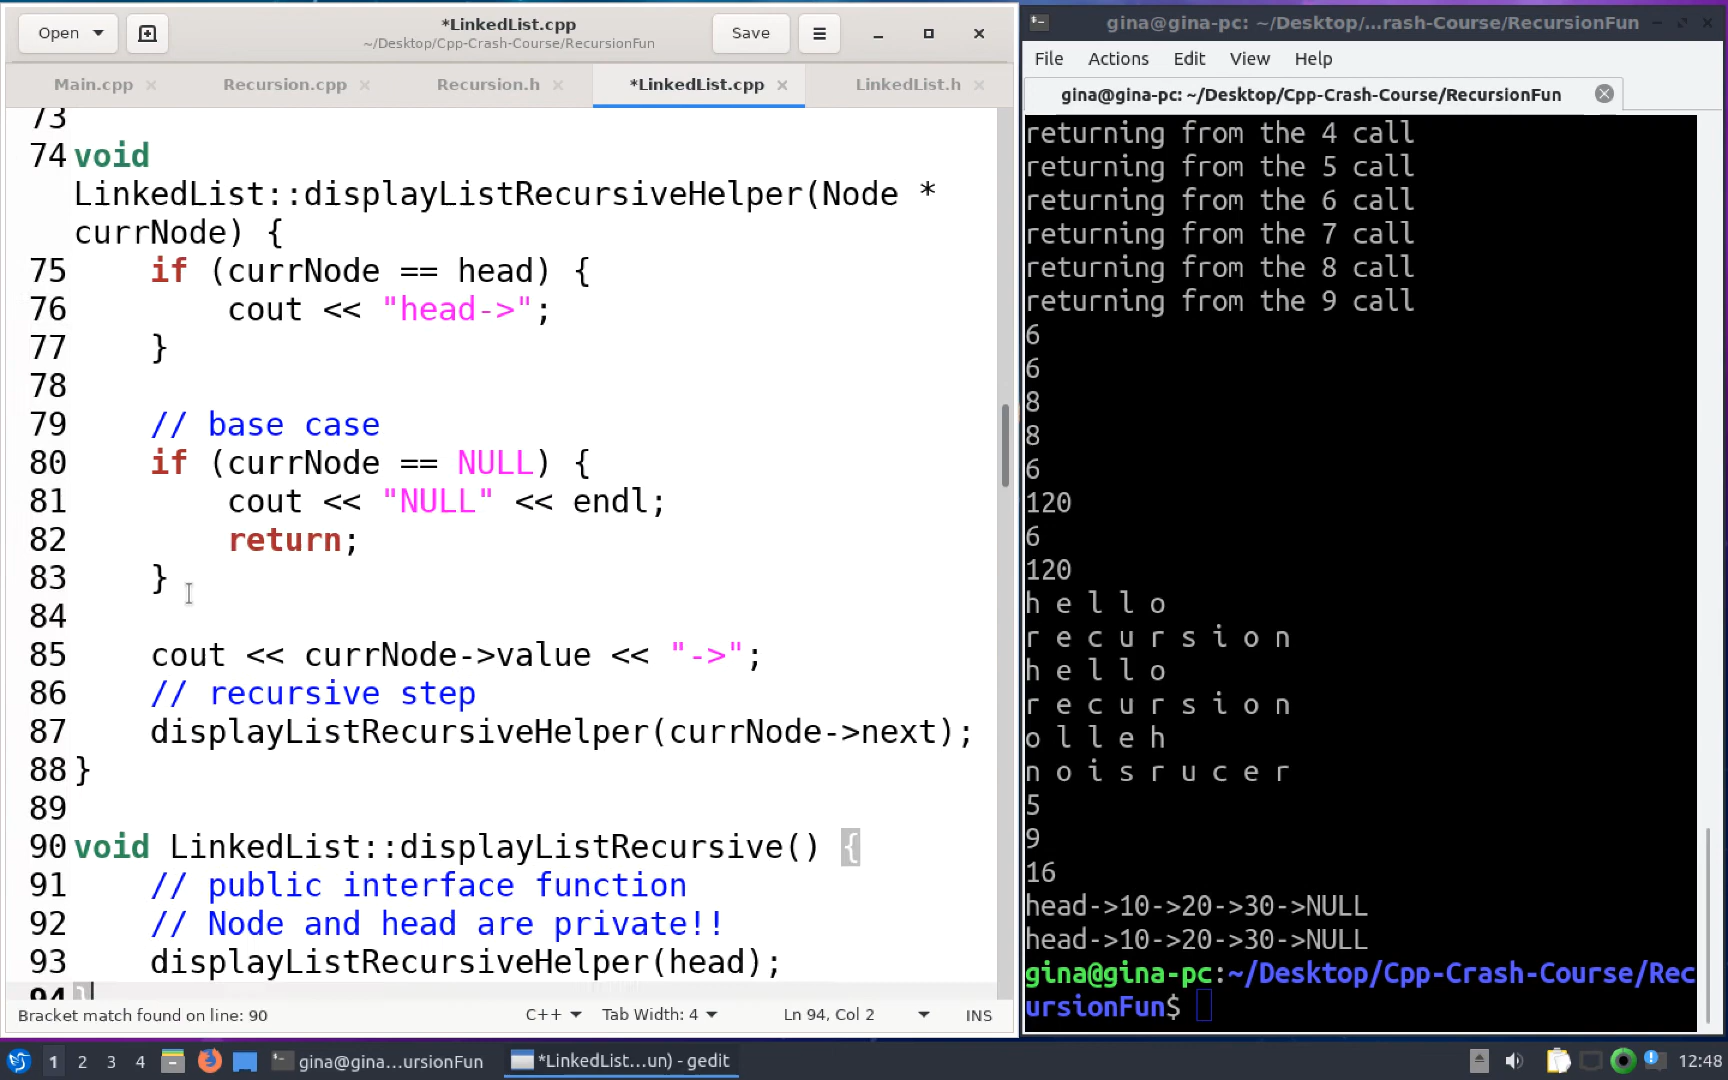 Open
*LinkedList.cpp
~/Desktop/Cpp-Crash-Course/RecursionFun
Save
Main.cpp
Recursion.cpp
Recursion.h
*LinkedList.cpp
LinkedList.h
73
74 void
LinkedList::displayListRecursiveHelper(Node *
currNode) {
75 if (currNode == head) {
76 cout << "head->";
77 }
78
79 // base case
80 if (currNode == NULL) {
81 cout << "NULL" << endl;
82 return;
83 }
84
85 cout << currNode->value << "->";
86 // recursive step
87 displayListRecursiveHelper(currNode->next);
88 }
89
90 void LinkedList::displayListRecursive() {
91 // public interface function
92 // Node and head are private!!
93 displayListRecursiveHelper(head);
94 }
Bracket match found on line: 90
C++
Tab Width: 4
Ln 94, Col 2
INS
gina@gina-pc: ~/Desktop/...rash-Course/RecursionFun
File Actions Edit View Help
gina@gina-pc: ~/Desktop/Cpp-Crash-Course/RecursionFun
returning from the 4 call
returning from the 5 call
returning from the 6 call
returning from the 7 call
returning from the 8 call
returning from the 9 call
6
6
8
8
6
120
6
120
h e l l o
r e c u r s i o n
h e l l o
r e c u r s i o n
o l l e h
n o i s r u c e r
5
9
16
head->10->20->30->NULL
head->10->20->30->NULL
gina@gina-pc:~/Desktop/Cpp-Crash-Course/Rec
ursionFun$
1 2 3 4
gina@gina...ursionFun
*LinkedList...un) - gedit
12:48